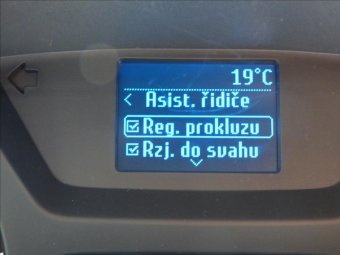 19°C
< Asist. řidiče
Reg. prokluzu
Rzj. do svahu